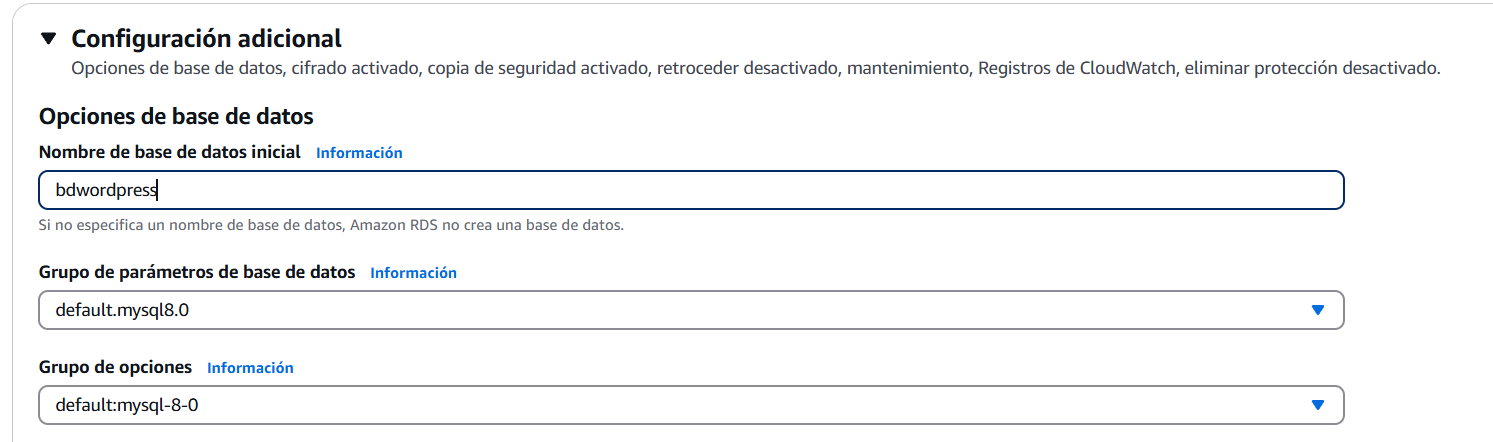 Configuración adicional
Opciones de base de datos, cifrado activado, copia de seguridad activado, retroceder desactivado, mantenimiento, Registros de CloudWatch, eliminar protección desactivado.
Opciones de base de datos
Nombre de base de datos inicial Información
bdwordpress
Si no especifica un nombre de base de datos, Amazon RDS no crea una base de datos.
Grupo de parámetros de base de datos Información
default.mysql8.0
Grupo de opciones Información
default:mysql-8-0